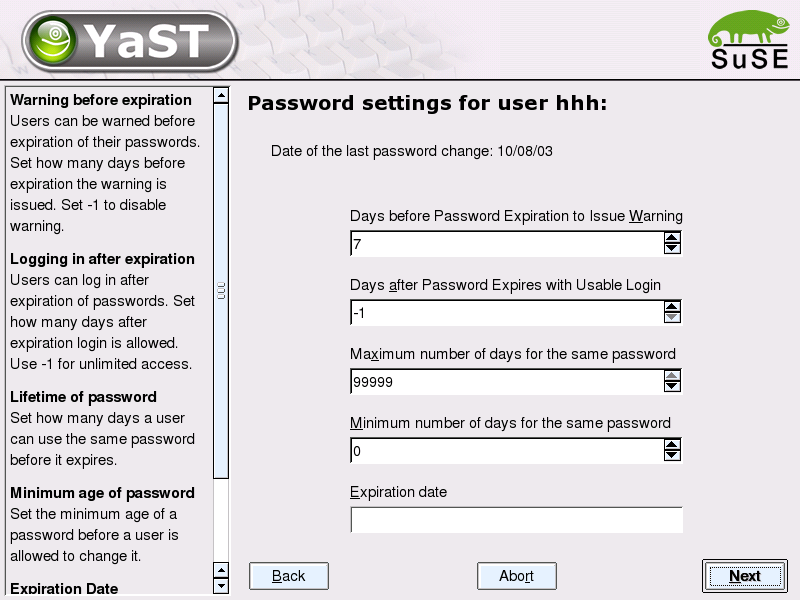 YaST
SuSE
Warning before expiration
Users can be warned before
expiration of their passwords.
Set how many days before
expiration the warning is
issued. Set -1 to disable
warning.
Logging in after expiration
Users can log in after
expiration of passwords. Set
how many days after
expiration login is allowed.
Use -1 for unlimited access.
Lifetime of password
Set how many days a user
can use the same password
before it expires.
Minimum age of password
Set the minimum age of a
password before a user is
allowed to change it.
Expiration Date
Password settings for user hhh:
Date of the last password change: 10/08/03
Days before Password Expiration to Issue Warning
7
Days after Password Expires with Usable Login
-1
Maximum number of days for the same password
99999
Minimum number of days for the same password
0
Expiration date
Back
Abort
Next